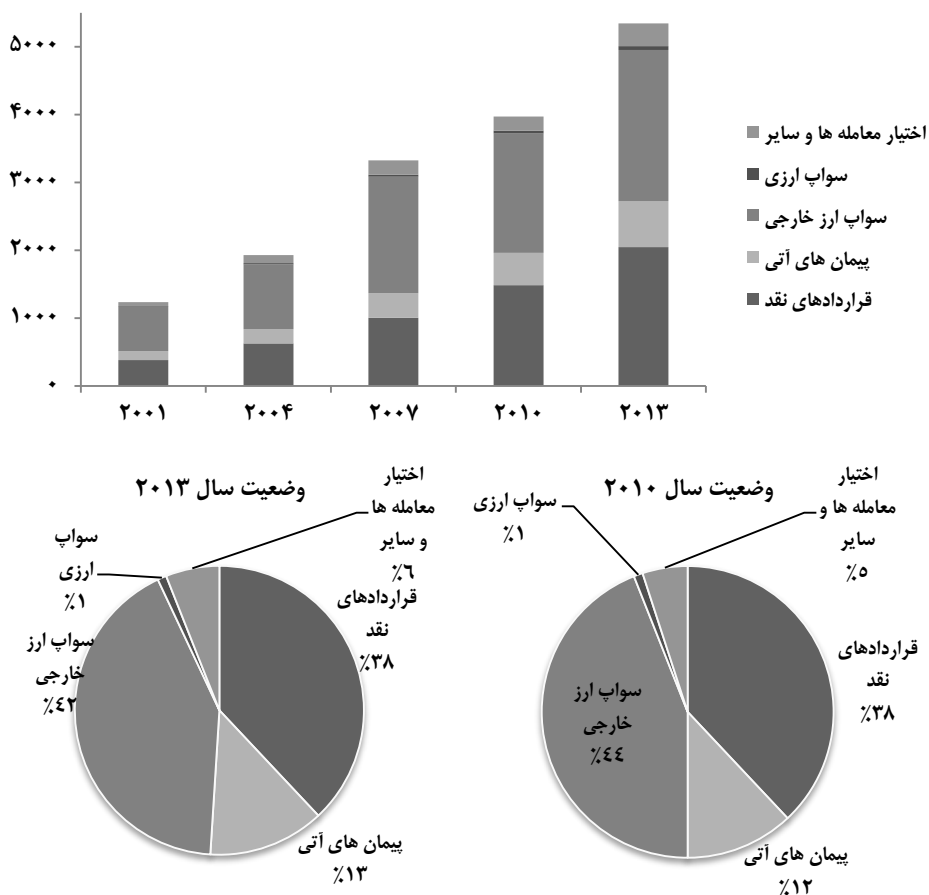 ۵۰۰۰
۴۰۰۰
۳۰۰۰
۲۰۰۰
۱۰۰۰
۰
۲۰۰۱
۲۰۰۴
۲۰۰۷
۲۰۱۰
۲۰۱۳
اختیار معامله ها و سایر
سواپ ارزی
سواپ ارز خارجی
پیمان های آتی
قراردادهای نقد
وضعیت سال ۲۰۱۰
اختیار
معامله ها و
سایر
٪۵
سواپ ارزی
٪۱
قراردادهای
نقد
٪۳۸
سواپ ارز
خارجی
٪٤٤
پیمان های آتی
٪۱۲
وضعیت سال ۲۰۱۳
اختیار
معامله ها
و سایر
٪٦
سواپ
ارزی
٪۱
قراردادهای
نقد
٪۳۸
سواپ ارز
خارجی
٪٤۲
پیمان های آتی
٪۱۳